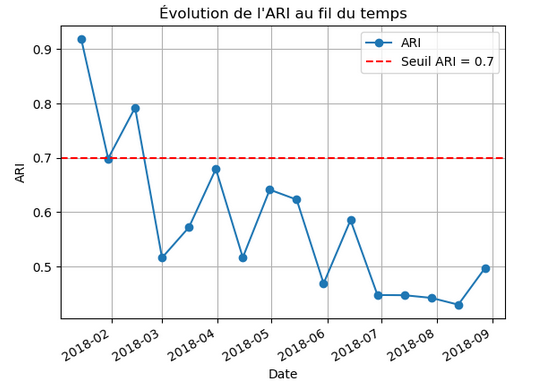 Évolution de l'ARI au fil du temps
ARI
Seuil ARI = 0.7
0.9
0.8
0.7
0.6
0.5
ARI
2018-02
2018-03
2018-04
2018-05
2018-06
2018-07
2018-08
2018-09
Date